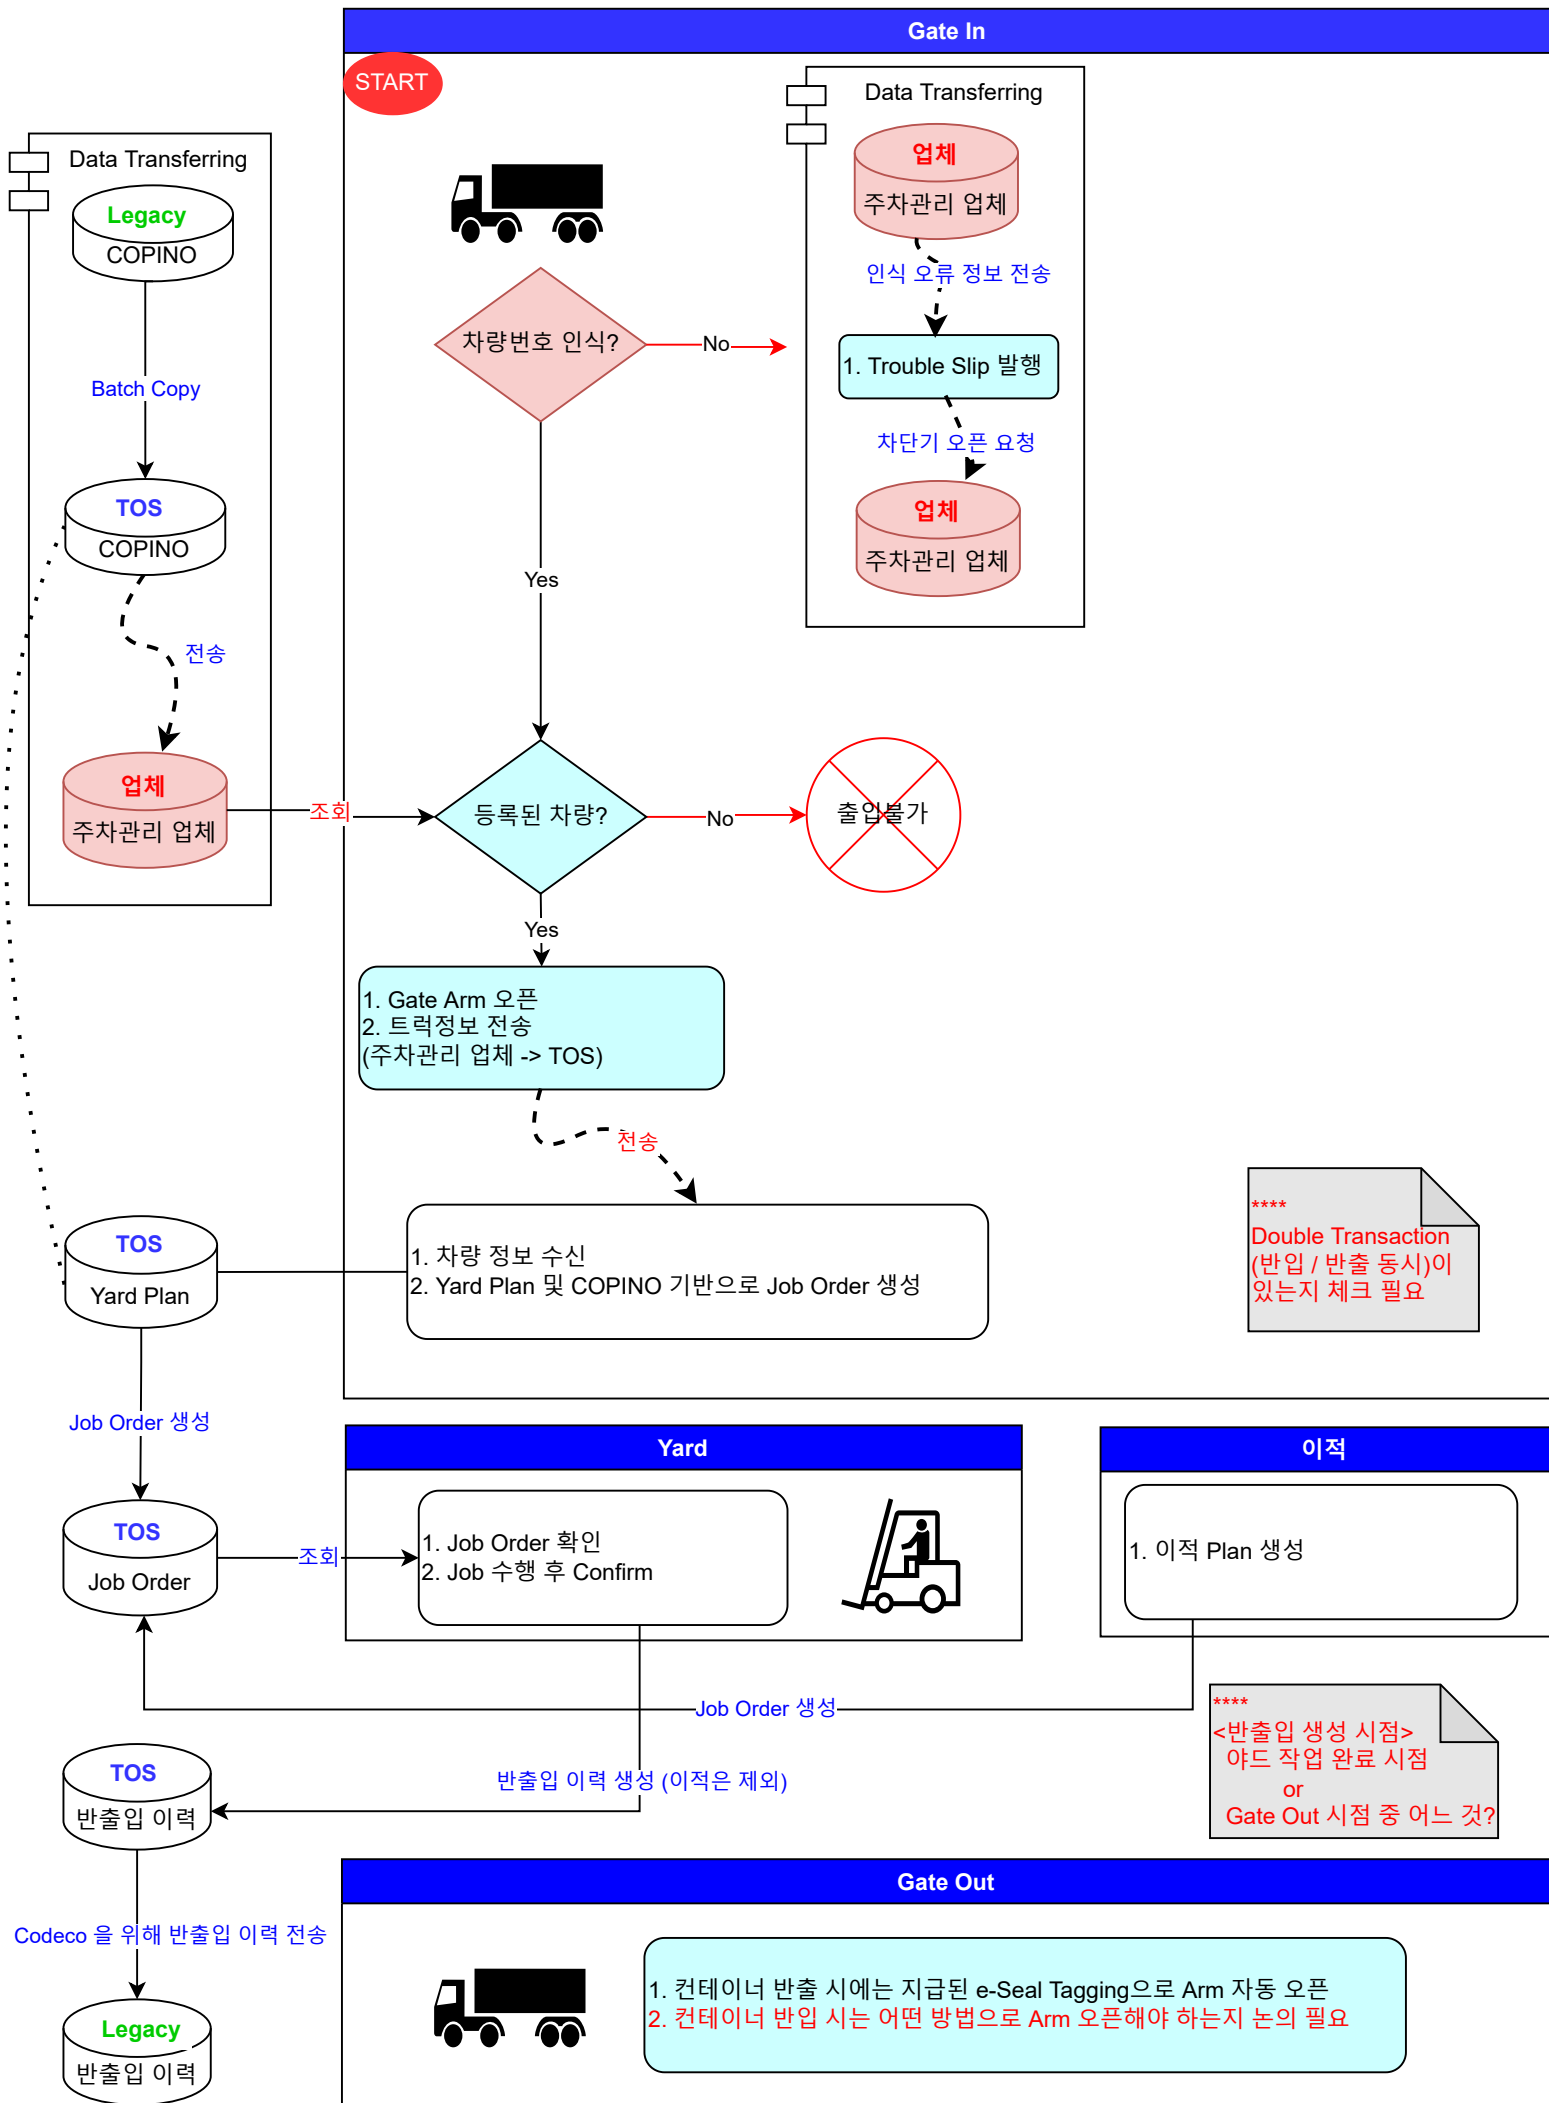 Gate In
START
Data Transferring
업체
주차관리 업체
인식 오류 정보 전송
1. Trouble Slip 발행
차단기 오픈 요청
업체
주차관리 업체
Data Transferring
Legacy
COPINO
Batch Copy
TOS
COPINO
전송
업체
주차관리 업체
조회
차량번호 인식?
No
Yes
등록된 차량?
No
출입불가
Yes
1. Gate Arm 오픈
2. 트럭정보 전송
(주차관리 업체 -> TOS)
전송
1. 차량 정보 수신
2. Yard Plan 및 COPINO 기반으로 Job Order 생성
****
Double Transaction
(반입 / 반출 동시)이
있는지 체크 필요
TOS
Yard Plan
Job Order 생성
TOS
Job Order
조회
Yard
1. Job Order 확인
2. Job 수행 후 Confirm
이적
1. 이적 Plan 생성
Job Order 생성
****
<반출입 생성 시점>
야드 작업 완료 시점
or
Gate Out 시점 중 어느 것?
반출입 이력 생성 (이적은 제외)
TOS
반출입 이력
Codeco 을 위해 반출입 이력 전송
Legacy
반출입 이력
Gate Out
1. 컨테이너 반출 시에는 지급된 e-Seal Tagging으로 Arm 자동 오픈
2. 컨테이너 반입 시는 어떤 방법으로 Arm 오픈해야 하는지 논의 필요